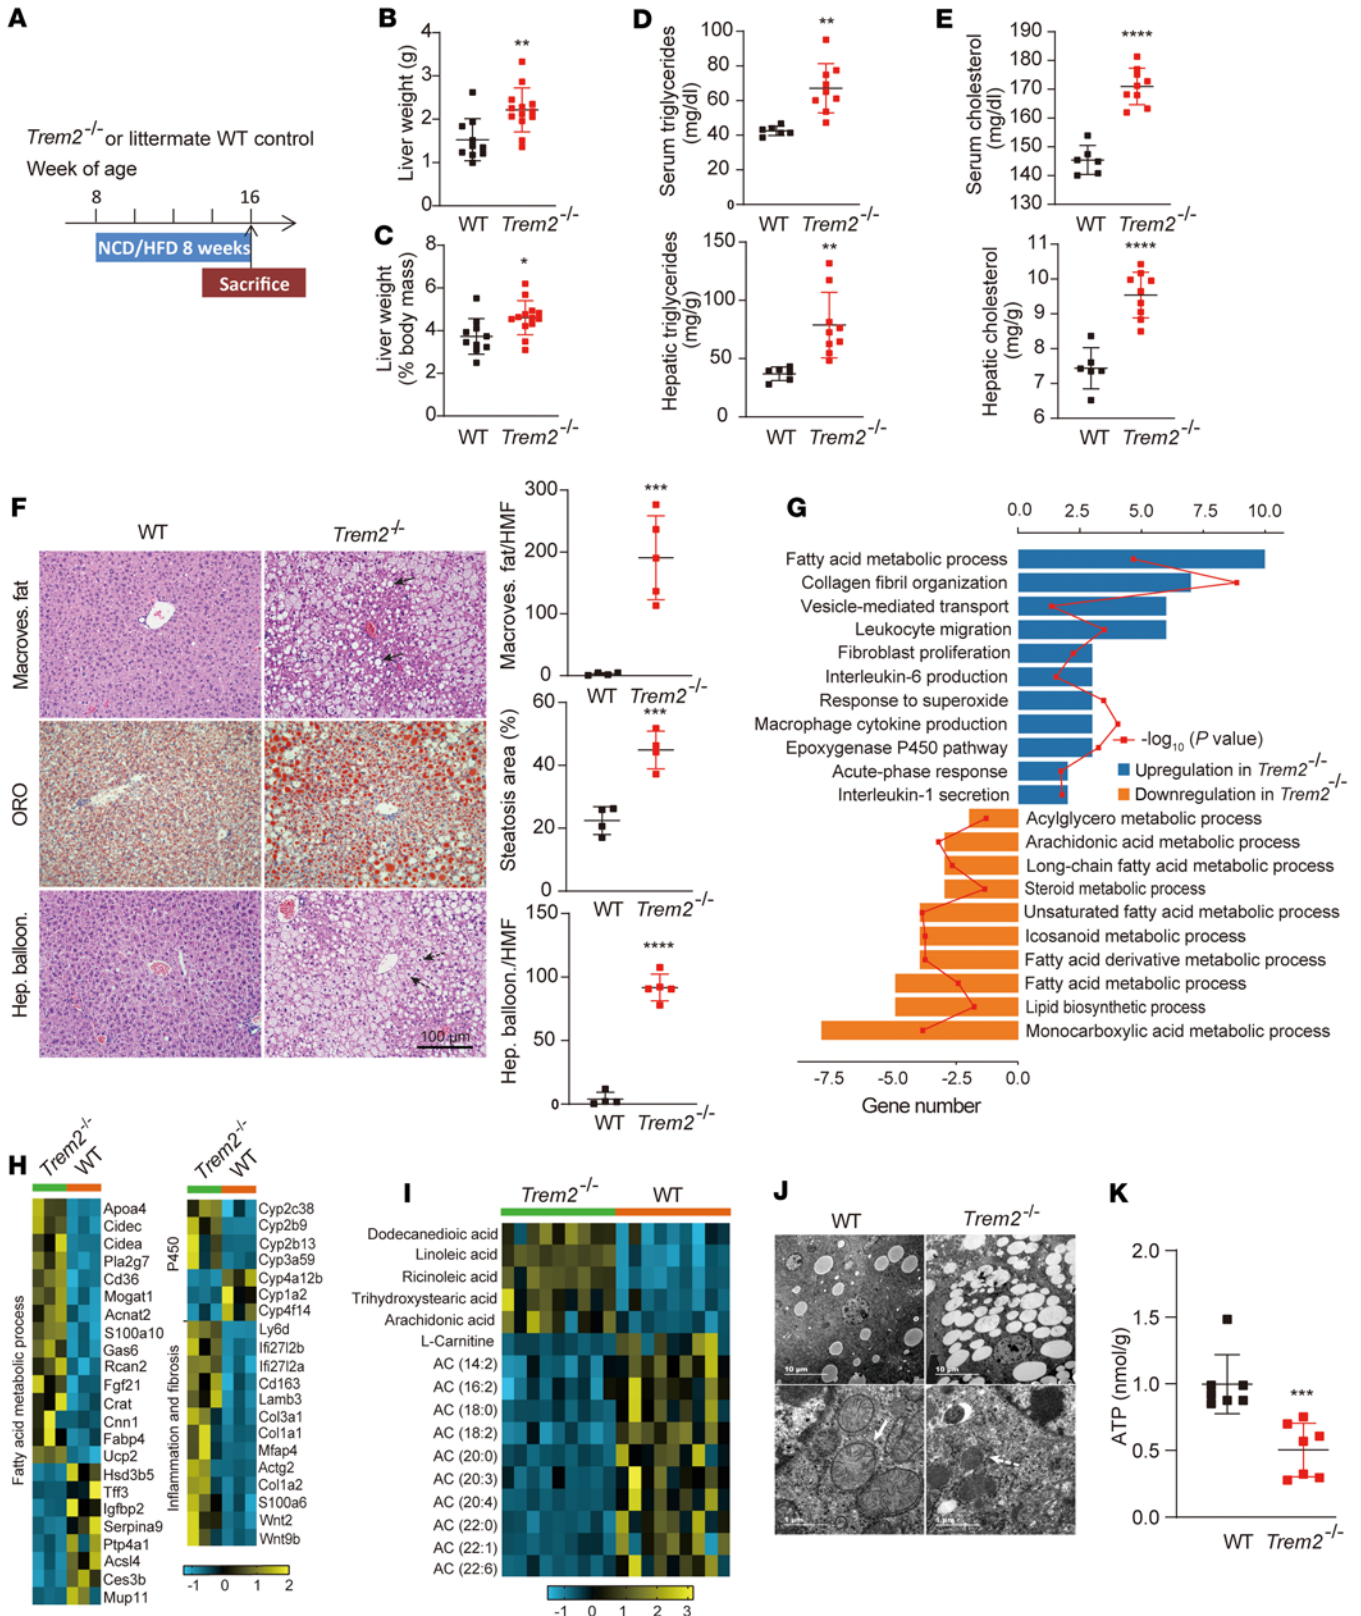 A
Trem2-/- or littermate WT control
Week of age
8 16
NCD/HFD 8 weeks
Sacrifice
B
Liver weight (g)
4
3
2
1
0
**
WT Trem2-/-
C
Liver weight
(% body mass)
8
6
4
2
0
*
WT Trem2-/-
D
Serum triglycerides
(mg/dl)
100
80
60
40
20
0
**
WT Trem2-/-
Hepatic triglycerides
(mg/g)
150
100
50
0
**
WT Trem2-/-
E
Serum cholesterol
(mg/dl)
190
180
170
160
150
140
130
****
WT Trem2-/-
Hepatic cholesterol
(mg/g)
11
10
9
8
7
6
****
WT Trem2-/-
F
WT Trem2-/-
Macroves. fat
ORO
Hep. balloon.
100 µm
Macroves. fat/HMF
300
200
100
0
***
WT Trem2-/-
Steatosis area (%)
60
40
20
0
***
WT Trem2-/-
Hep. balloon./HMF
150
100
50
0
****
WT Trem2-/-
G
0.0 2.5 5.0 7.5 10.0
Fatty acid metabolic process
Collagen fibril organization
Vesicle-mediated transport
Leukocyte migration
Fibroblast proliferation
Interleukin-6 production
Response to superoxide
Macrophage cytokine production
Epoxygenase P450 pathway
Acute-phase response
Interleukin-1 secretion
-log10 (P value)
Upregulation in Trem2-/-
Downregulation in Trem2-/-
Acylglycero metabolic process
Arachidonic acid metabolic process
Long-chain fatty acid metabolic process
Steroid metabolic process
Unsaturated fatty acid metabolic process
Icosanoid metabolic process
Fatty acid derivative metabolic process
Fatty acid metabolic process
Lipid biosynthetic process
Monocarboxylic acid metabolic process
-7.5 -5.0 -2.5 0.0
Gene number
H
Trem2-/- WT
Fatty acid metabolic process
Apoa4
Cidec
Cidea
Pla2g7
Cd36
Mogat1
Acnat2
S100a10
Gas6
Rcan2
Fgf21
Crat
Cnn1
Fabp4
Ucp2
Hsd3b5
Tff3
Igfbp2
Serpina9
Ptp4a1
Acsl4
Ces3b
Mup11
Trem2-/- WT
P450
Cyp2c38
Cyp2b9
Cyp2b13
Cyp3a59
Cyp4a12b
Cyp1a2
Cyp4f14
Inflammation and fibrosis
Ly6d
Ifi27l2b
Ifi27l2a
Cd163
Lamb3
Col3a1
Col1a1
Mfap4
Actg2
Col1a2
S100a6
Wnt2
Wnt9b
-1 0 1 2
I
Trem2-/- WT
Dodecanedioic acid
Linoleic acid
Ricinoleic acid
Trihydroxystearic acid
Arachidonic acid
L-Carnitine
AC (14:2)
AC (16:2)
AC (18:0)
AC (18:2)
AC (20:0)
AC (20:3)
AC (20:4)
AC (22:0)
AC (22:1)
AC (22:6)
-1 0 1 2 3
J
WT Trem2-/-
10 µm 10 µm
1 µm 1 µm
K
ATP (nmol/g)
2.0
1.5
1.0
0.5
0.0
***
WT Trem2-/-